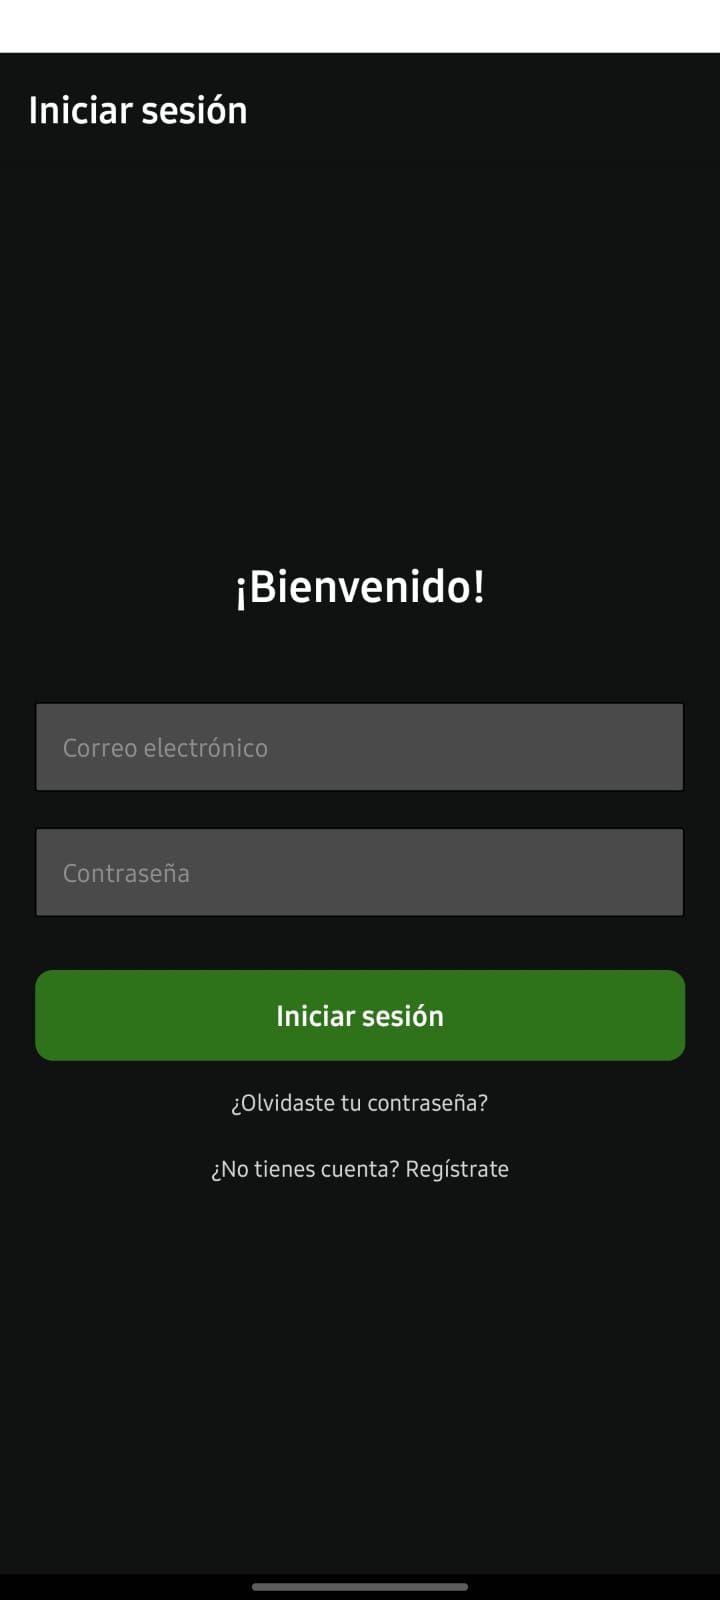 Iniciar sesión
¡Bienvenido!
Correo electrónico
Contraseña
Iniciar sesión
¿Olvidaste tu contraseña?
¿No tienes cuenta? Regístrate